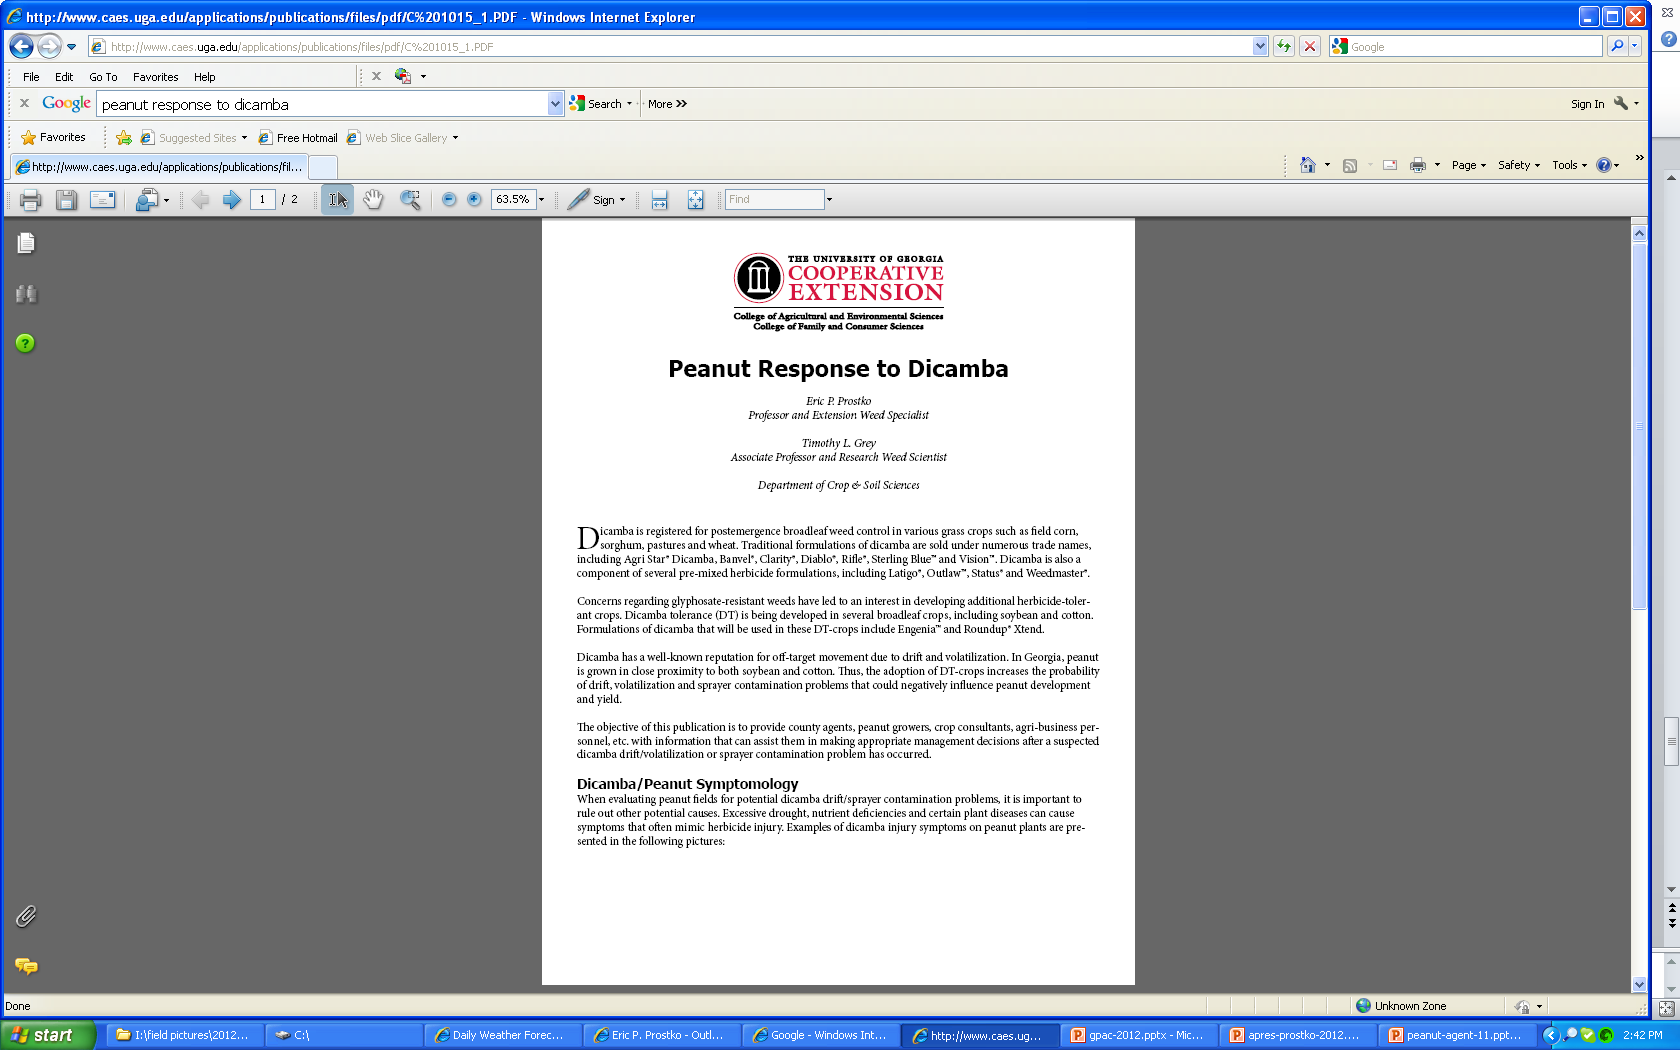 http://www.caes.uga.edu/applications/publications/files/pdf/C%201015_1.PDF - Windows Internet Explorer
http://www.caes.uga.edu/applications/publications/files/pdf/C%201015_1.PDF
Google
File Edit Go To Favorites Help
Google peanut response to dicamba Search More Sign In
Favorites Suggested Sites Free Hotmail Web Slice Gallery
http://www.caes.uga.edu/applications/publications/fil... Page Safety Tools
1 / 2 63.5% Sign Find
THE UNIVERSITY OF GEORGIA
COOPERATIVE
EXTENSION
College of Agricultural and Environmental Sciences
College of Family and Consumer Sciences
Peanut Response to Dicamba
Eric P. Prostko
Professor and Extension Weed Specialist
Timothy L. Grey
Associate Professor and Research Weed Scientist
Department of Crop & Soil Sciences
Dicamba is registered for postemergence broadleaf weed control in various grass crops such as field corn,
sorghum, pastures and wheat. Traditional formulations of dicamba are sold under numerous trade names,
including Agri Star® Dicamba, Banvel®, Clarity®, Diablo®, Rifle®, Sterling Blue™ and Vision™. Dicamba is also a
component of several pre-mixed herbicide formulations, including Latigo®, Outlaw™, Status® and Weedmaster®.
Concerns regarding glyphosate-resistant weeds have led to an interest in developing additional herbicide-toler-
ant crops. Dicamba tolerance (DT) is being developed in several broadleaf crops, including soybean and cotton.
Formulations of dicamba that will be used in these DT-crops include Engenia™ and Roundup® Xtend.
Dicamba has a well-known reputation for off-target movement due to drift and volatilization. In Georgia, peanut
is grown in close proximity to both soybean and cotton. Thus, the adoption of DT-crops increases the probability
of drift, volatilization and sprayer contamination problems that could negatively influence peanut development
and yield.
The objective of this publication is to provide county agents, peanut growers, crop consultants, agri-business per-
sonnel, etc. with information that can assist them in making appropriate management decisions after a suspected
dicamba drift/volatilization or sprayer contamination problem has occurred.
Dicamba/Peanut Symptomology
When evaluating peanut fields for potential dicamba drift/sprayer contamination problems, it is important to
rule out other potential causes. Excessive drought, nutrient deficiencies and certain plant diseases can cause
symptoms that often mimic herbicide injury. Examples of dicamba injury symptoms on peanut plants are pre-
sented in the following pictures:
Done Unknown Zone
start I:\field pictures\2012... C:\ Daily Weather Forec... Eric P. Prostko - Outl... Google - Windows Int... http://www.caes.ug... gpac-2012.pptx - Mic... apres-prostko-2012.... peanut-agent-11.ppt... 2:42 PM